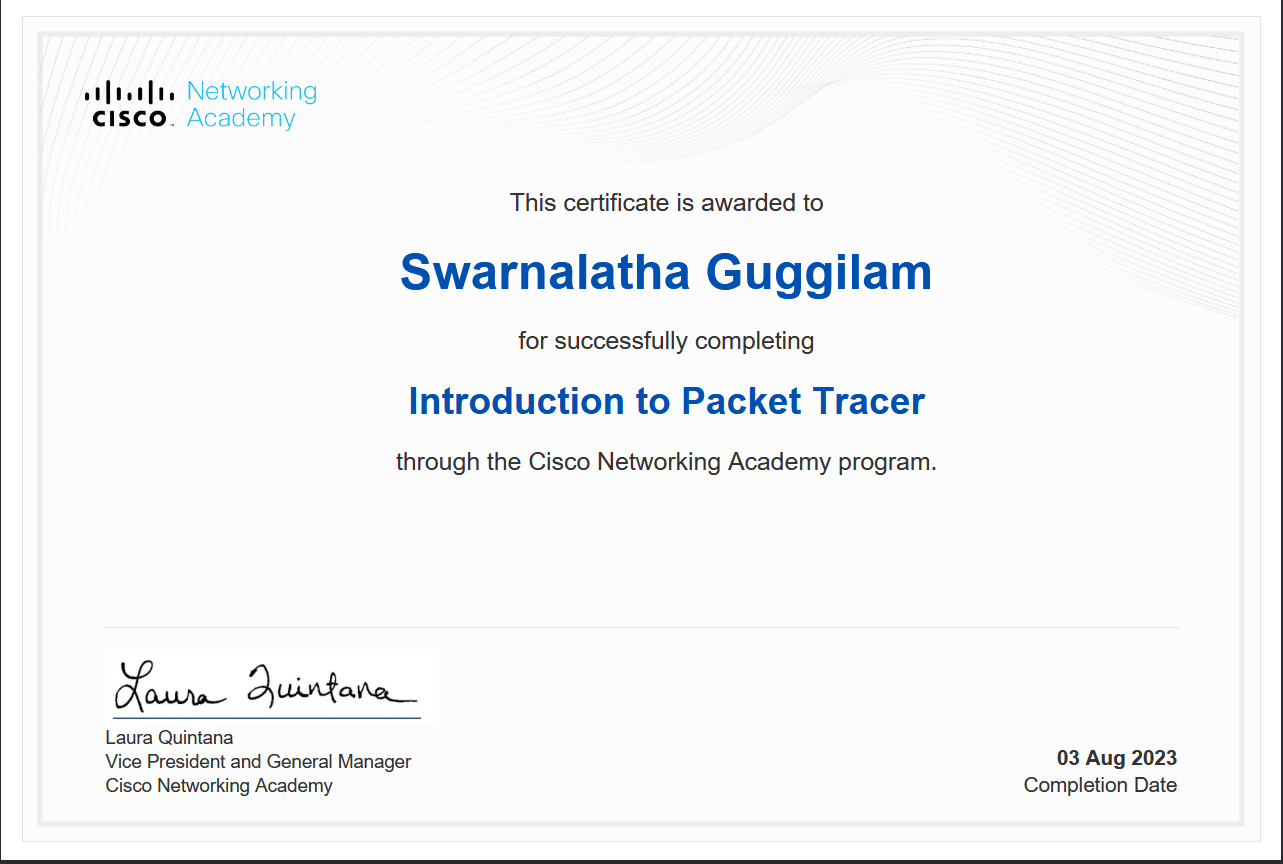 Networking
CISCO™ Academy
This certificate is awarded to
Swarnalatha Guggilam
for successfully completing
Introduction to Packet Tracer
through the Cisco Networking Academy program.
Laura Quintana
Laura Quintana
Vice President and General Manager
Cisco Networking Academy
03 Aug 2023
Completion Date